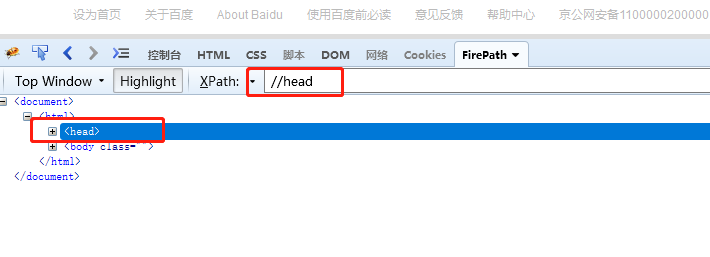 设为首页 关于百度 About Baidu 使用百度前必读 意见反馈 帮助中心 京公网安备1100000200000
控制台 HTML CSS 脚本 DOM 网络 Cookies FirePath
Top Window Highlight XPath: //head
<document>
<html>
<head>
<body class="">
</html>
</document>